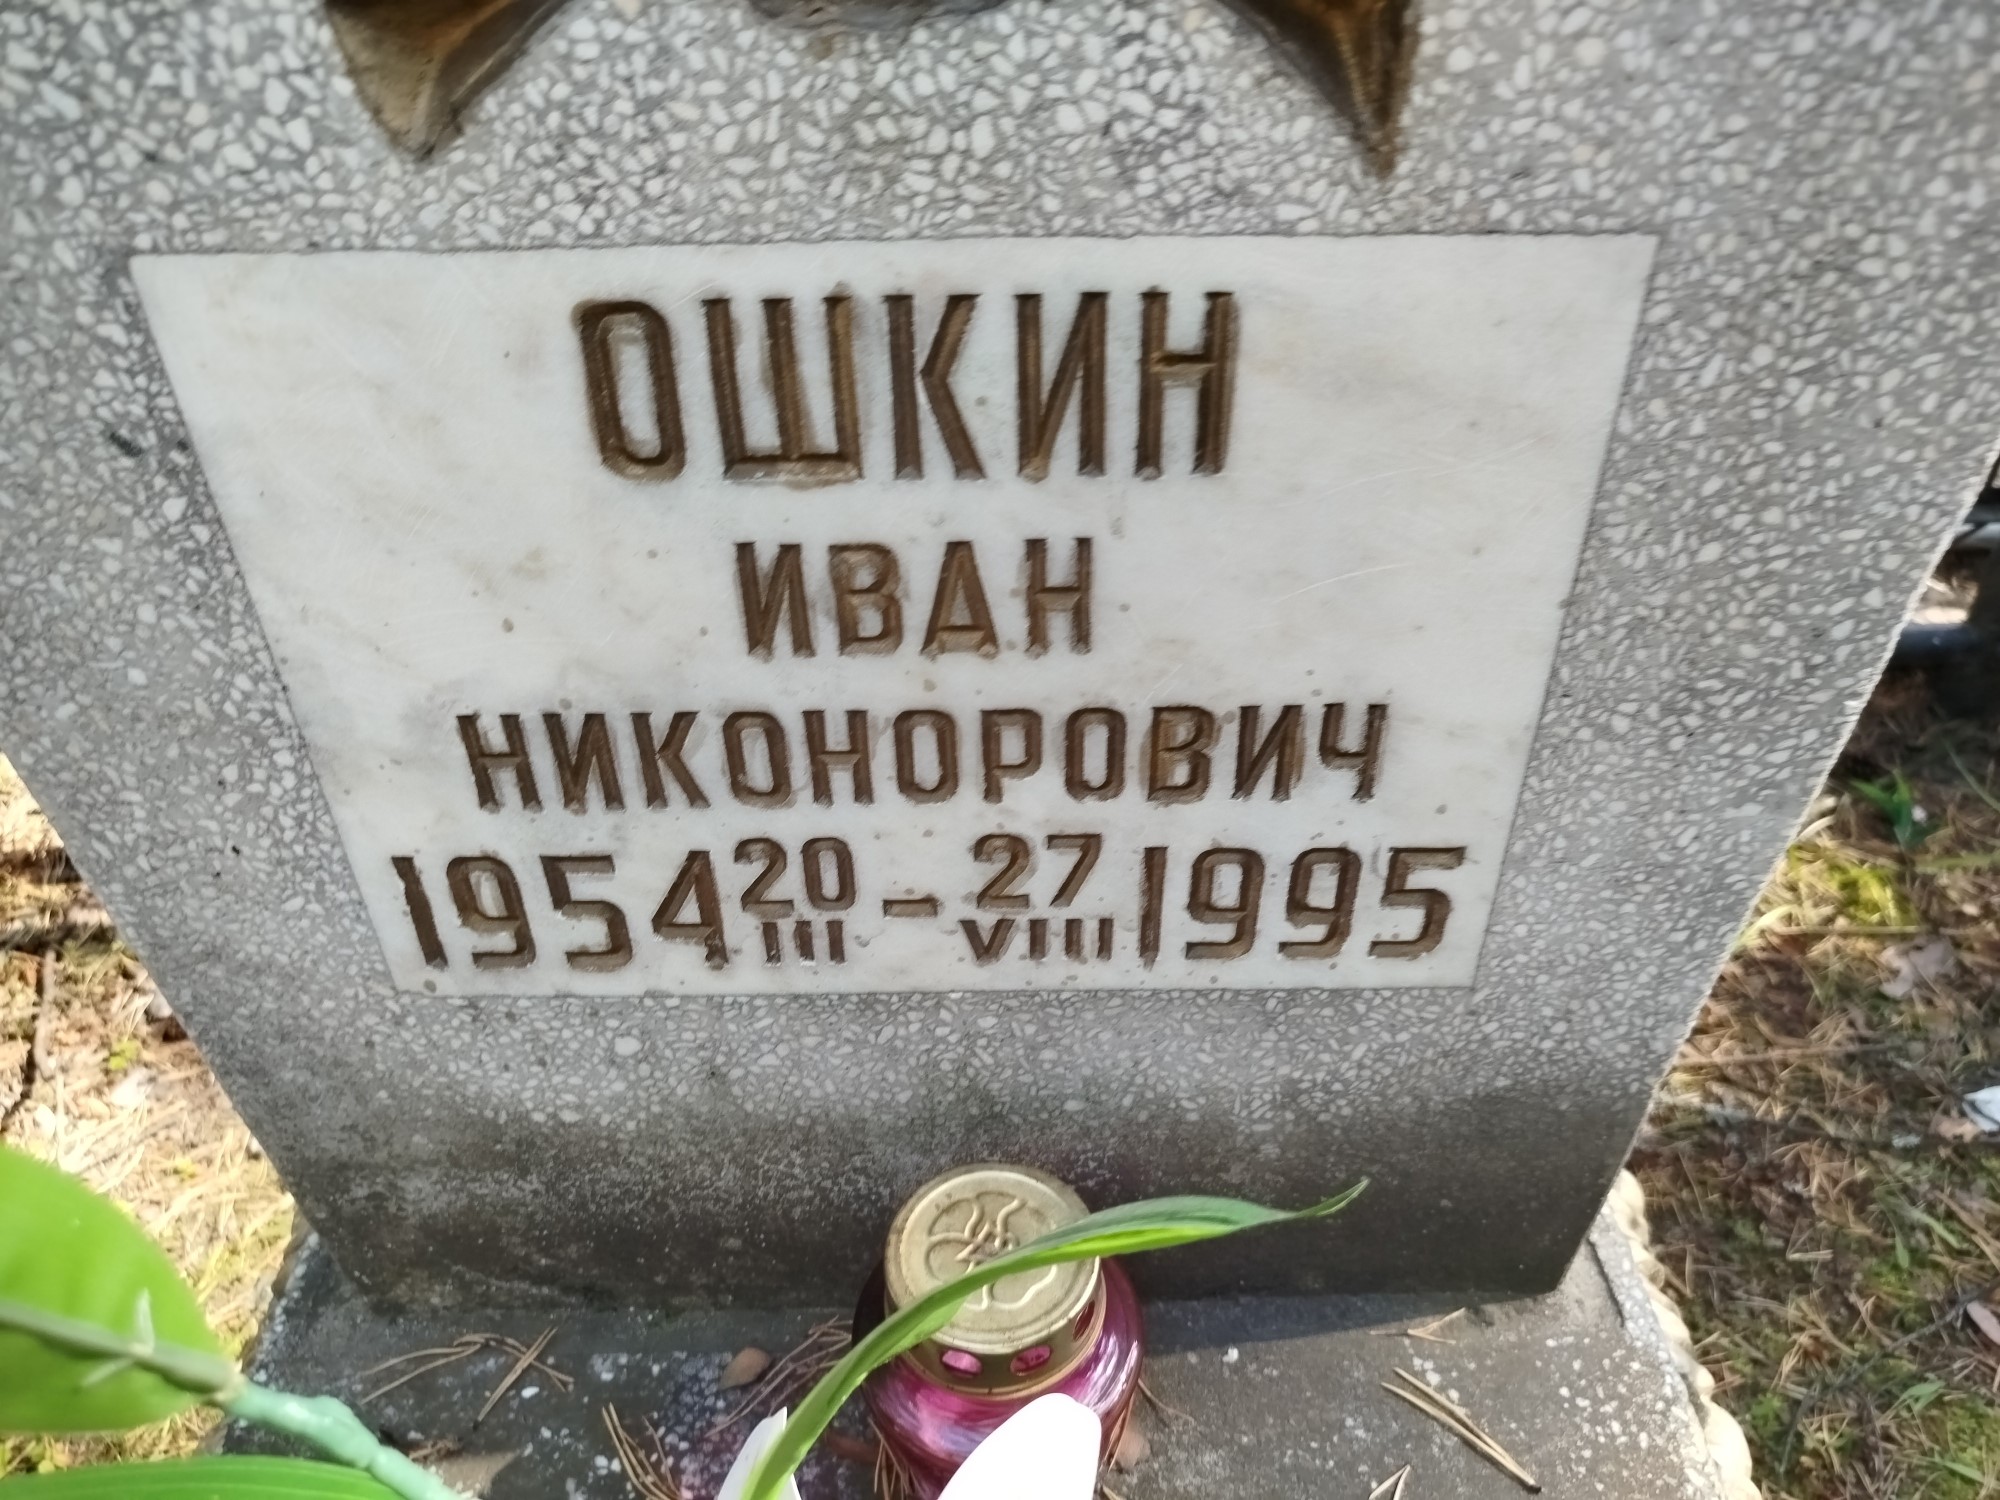 ОШКИН
ИВАН
НИКОНОРОВИЧ
1954 20 III - 27 VIII 1995